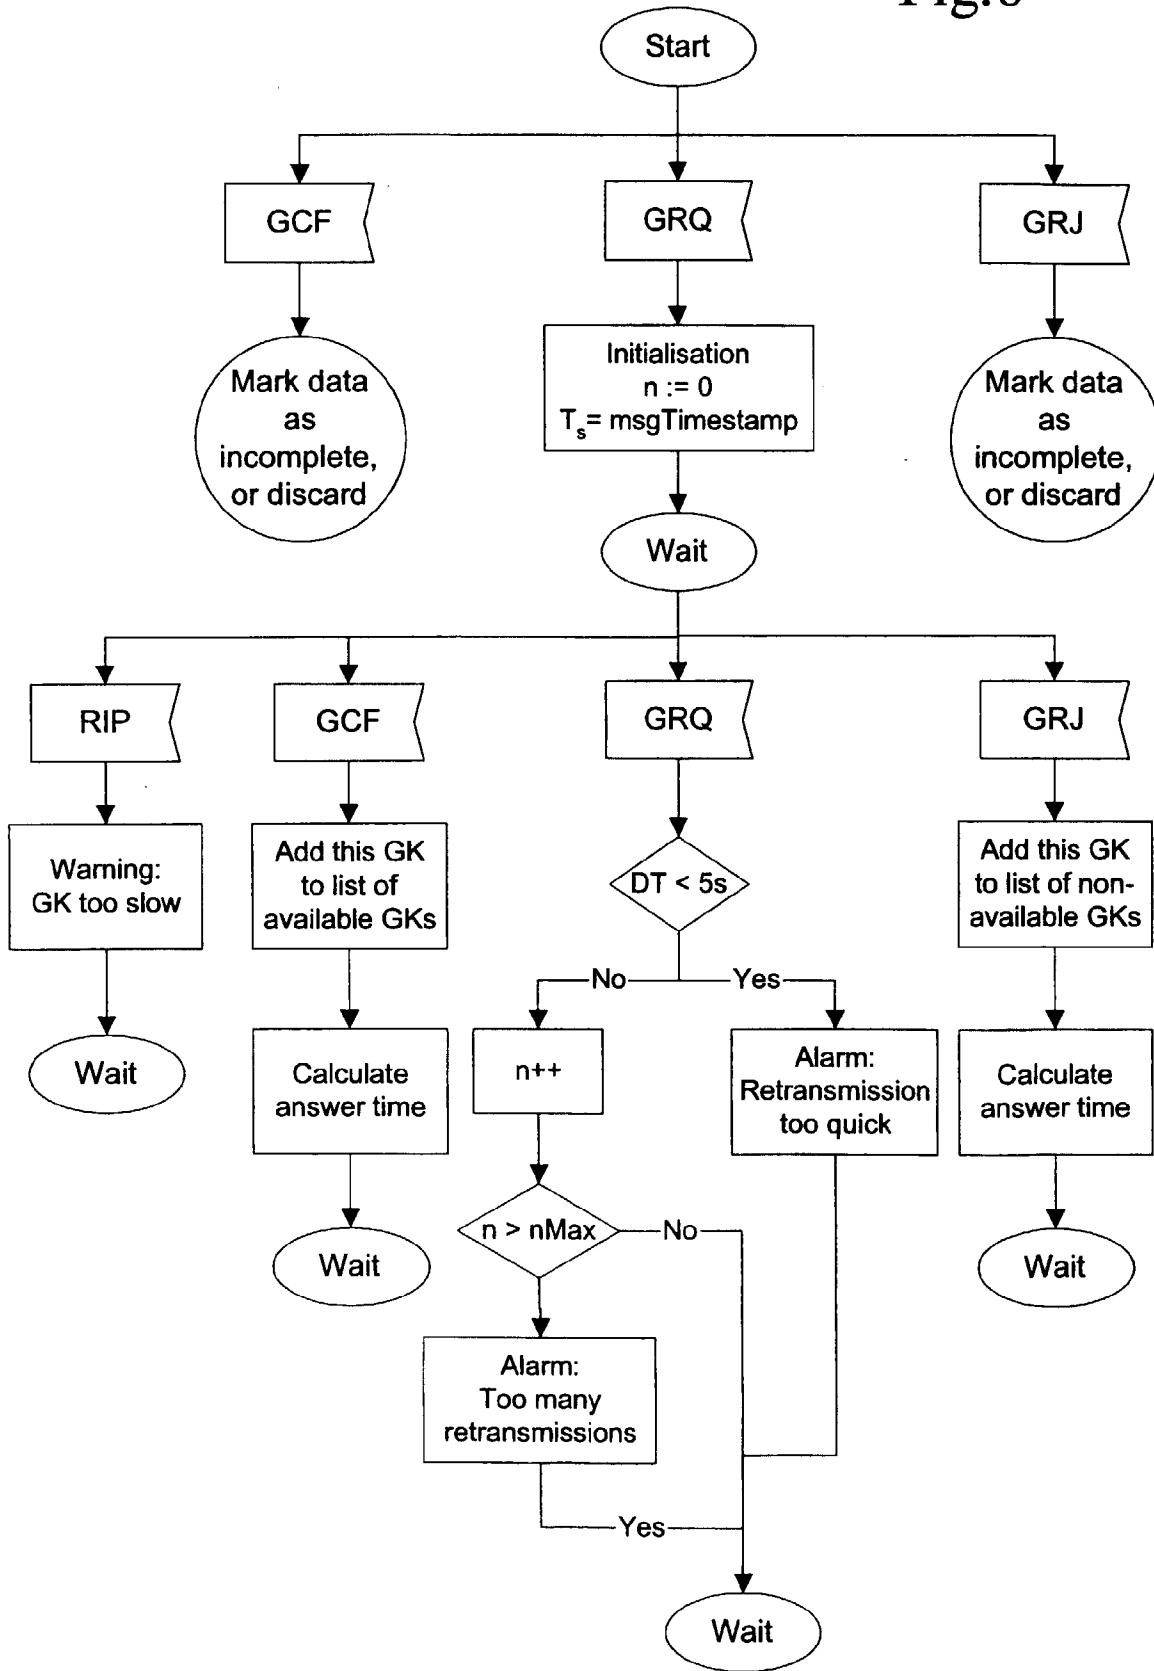 Start
GCF
GRQ
GRJ
Mark data
as
incomplete,
or discard
Initialisation
n := 0
Ts= msgTimestamp
Mark data
as
incomplete,
or discard
Wait
RIP
GCF
GRQ
GRJ
Warning:
GK too slow
Add this GK
to list of
available GKs
DT < 5s
Add this GK
to list of non-
available GKs
No
Yes
Wait
Calculate
answer time
n++
Alarm:
Retransmission
too quick
Calculate
answer time
n > nMax
No
Wait
Wait
Alarm:
Too many
retransmissions
Yes
Wait